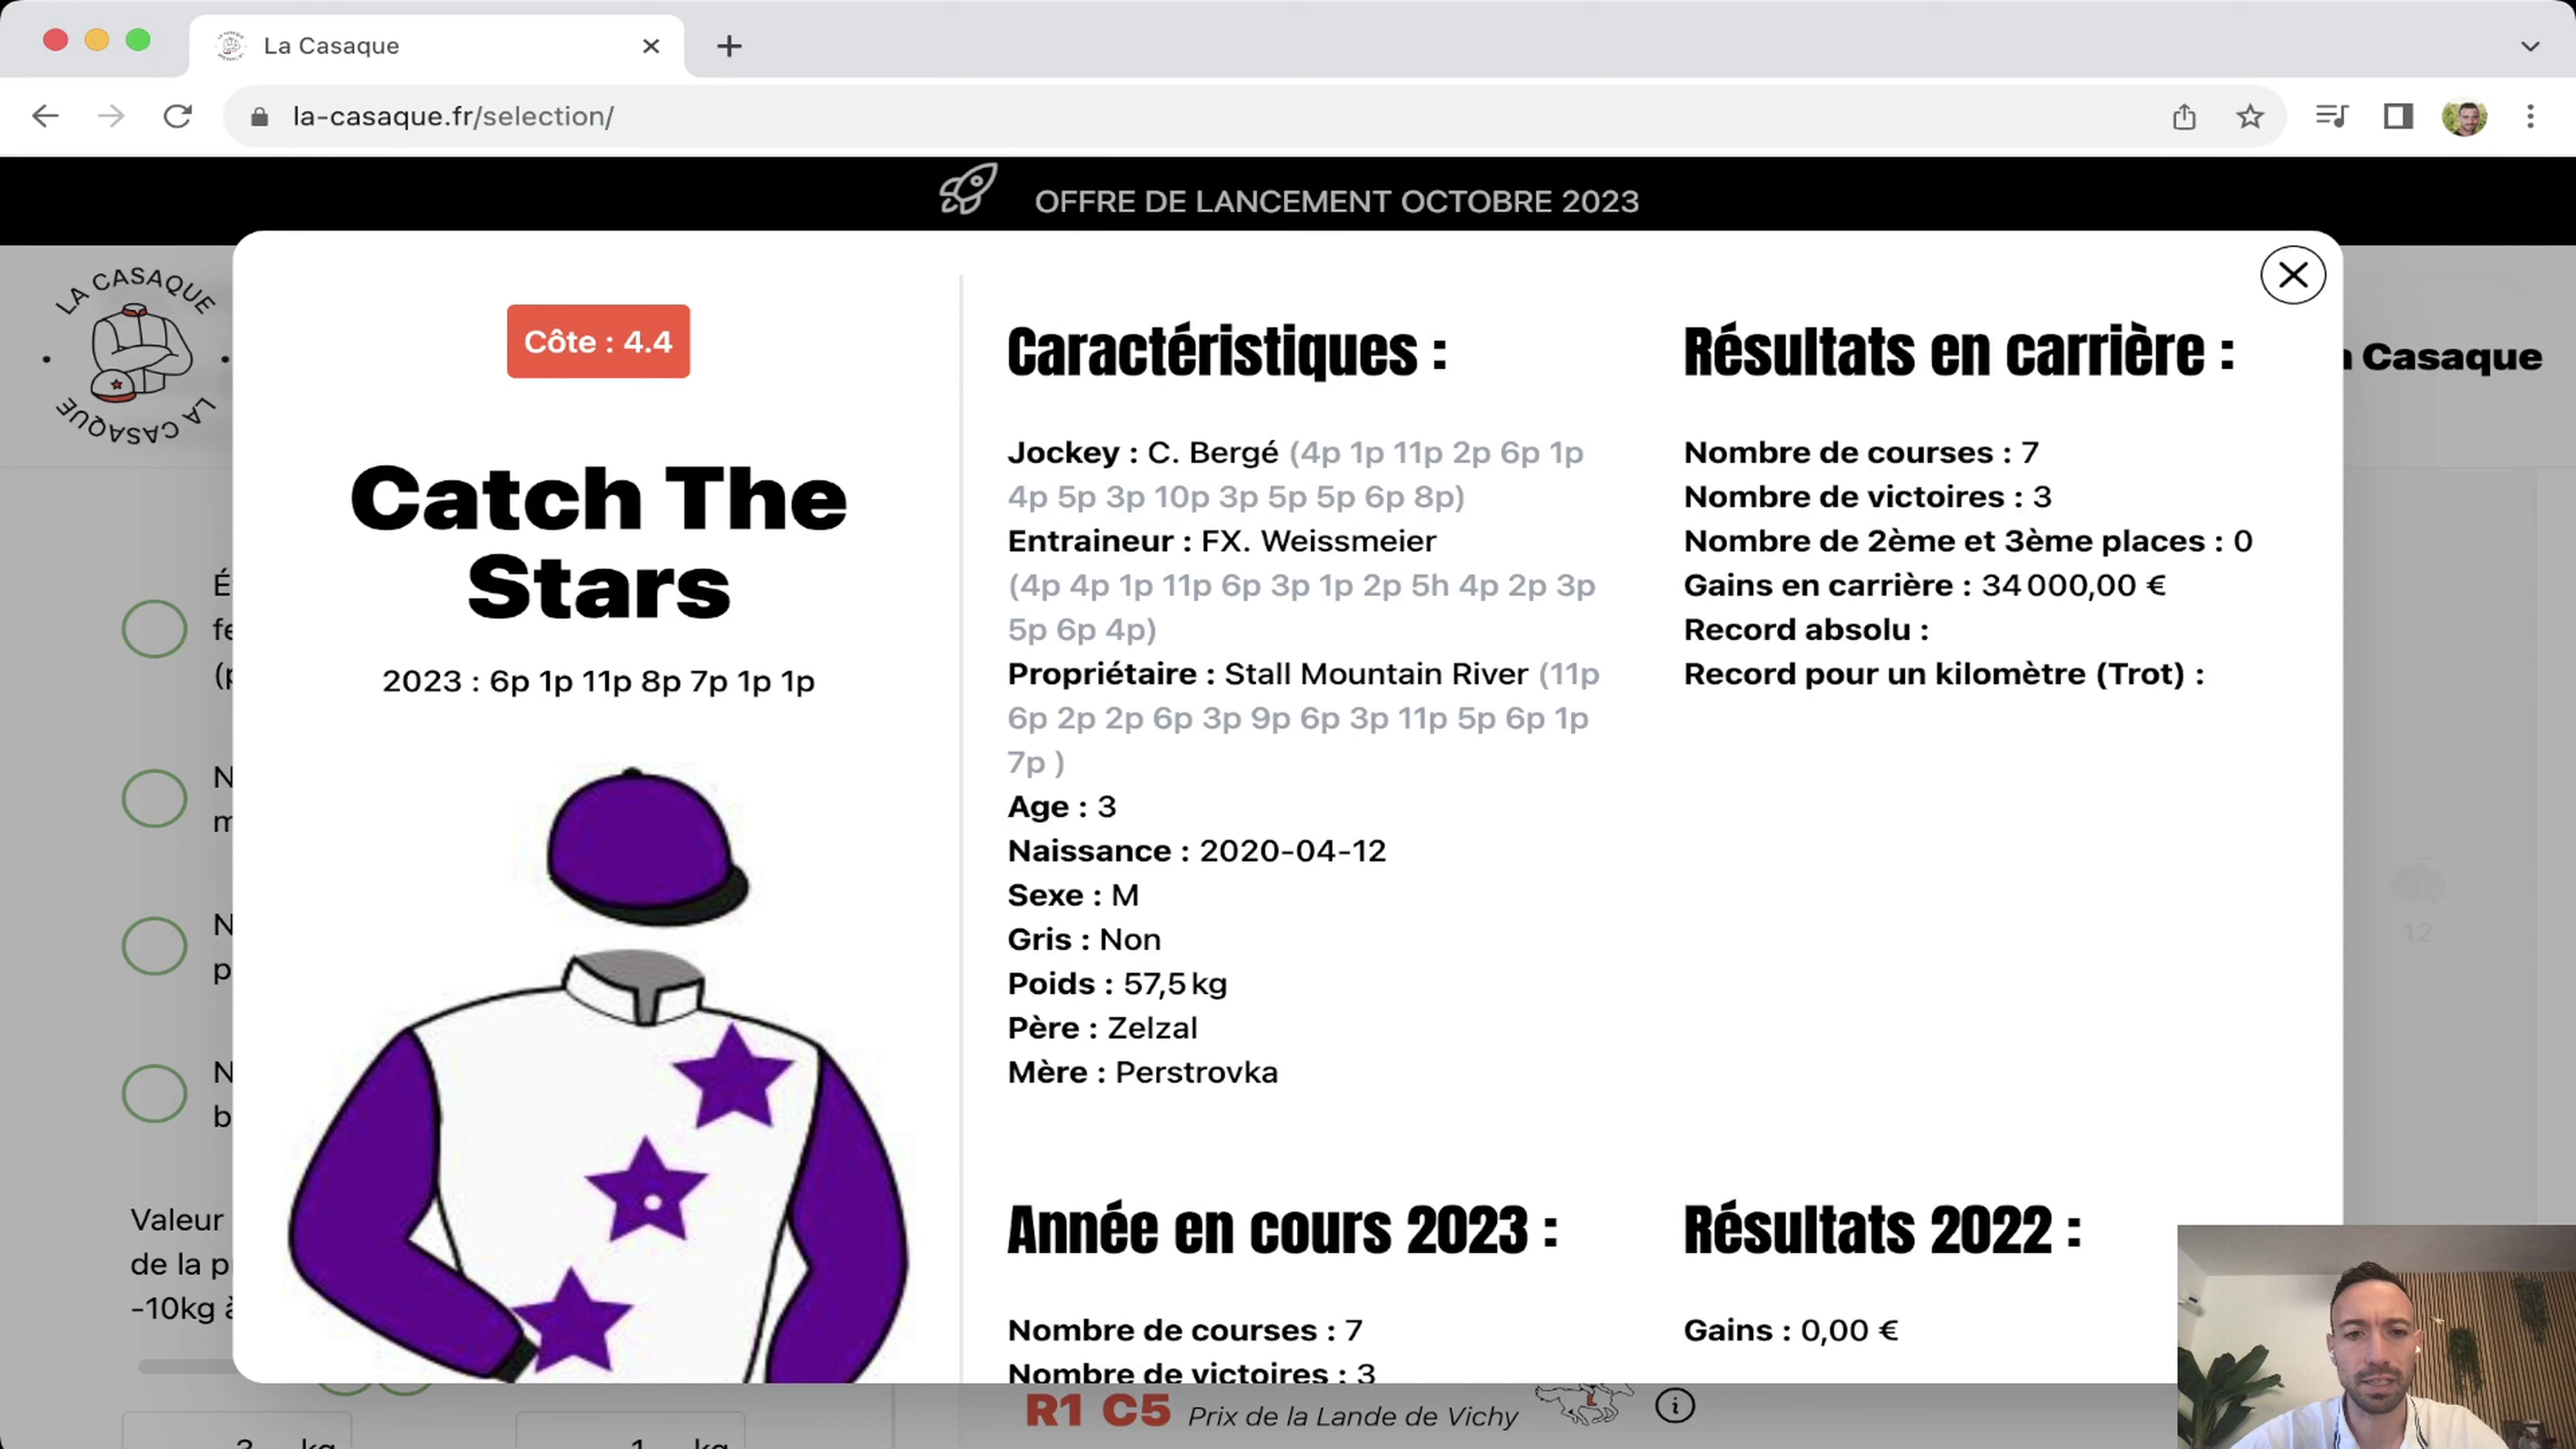 La Casaque
la-casaque.fr/selection/
OFFRE DE LANCEMENT OCTOBRE 2023
LA CASAQUE
LA CASAQUE
Casaque
Côte : 4.4
Catch The
Stars
2023 : 6p 1p 11p 8p 7p 1p 1p
Caractéristiques :
Jockey : C. Bergé (4p 1p 11p 2p 6p 1p
4p 5p 3p 10p 3p 5p 5p 6p 8p)
Entraineur : FX. Weissmeier
(4p 4p 1p 11p 6p 3p 1p 2p 5h 4p 2p 3p
5p 6p 4p)
Propriétaire : Stall Mountain River (11p
6p 2p 2p 6p 3p 9p 6p 3p 11p 5p 6p 1p
7p )
Age : 3
Naissance : 2020-04-12
Sexe : M
Gris : Non
Poids : 57,5 kg
Père : Zelzal
Mère : Perstrovka
Résultats en carrière :
Nombre de courses : 7
Nombre de victoires : 3
Nombre de 2ème et 3ème places : 0
Gains en carrière : 34 000,00 €
Record absolu :
Record pour un kilomètre (Trot) :
Année en cours 2023 :
Nombre de courses : 7
Nombre de victoires : 3
Résultats 2022 :
Gains : 0,00 €
Valeur
de la p
-10kg à
12
R1 C5 Prix de la Lande de Vichy